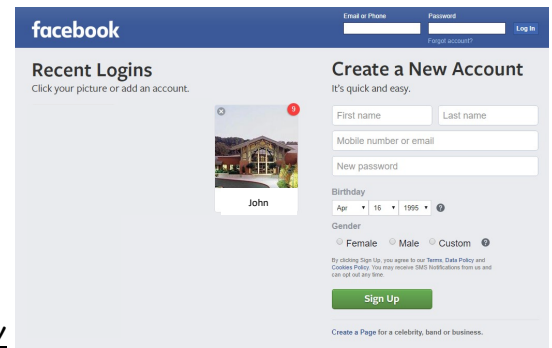 facebook
Email or Phone
Password
Log In
Forgot account?
Recent Logins
Click your picture or add an account.
9
John
Create a New Account
It's quick and easy.
First name
Last name
Mobile number or email
New password
Birthday
Apr 16 1995 ?
Gender
Female Male Custom ?
By clicking Sign Up, you agree to our Terms, Data Policy and
Cookies Policy. You may receive SMS Notifications from us and
can opt out any time.
Sign Up
Create a Page for a celebrity, band or business.